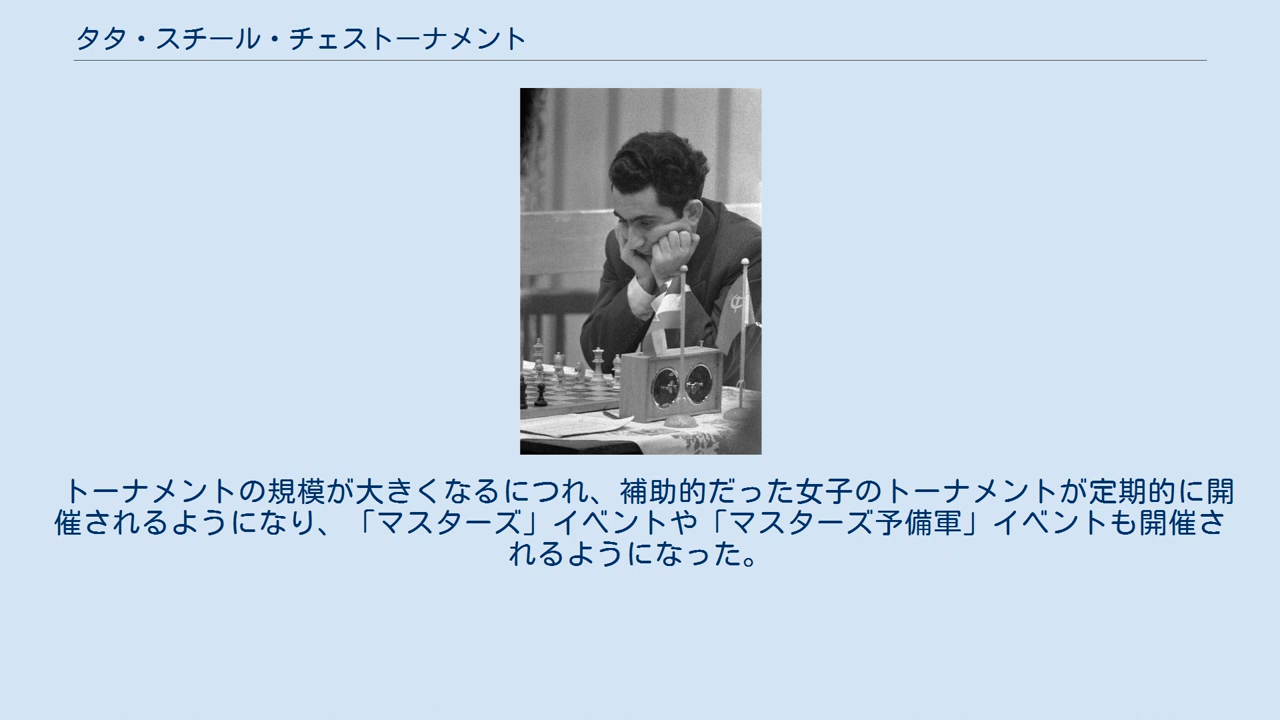 タタ・スチール・チェストーナメント
トーナメントの規模が大きくなるにつれ、補助的だった女子のトーナメントが定期的に開
催されるようになり、「マスターズ」イベントや「マスターズ予備軍」イベントも開催さ
れるようになった。